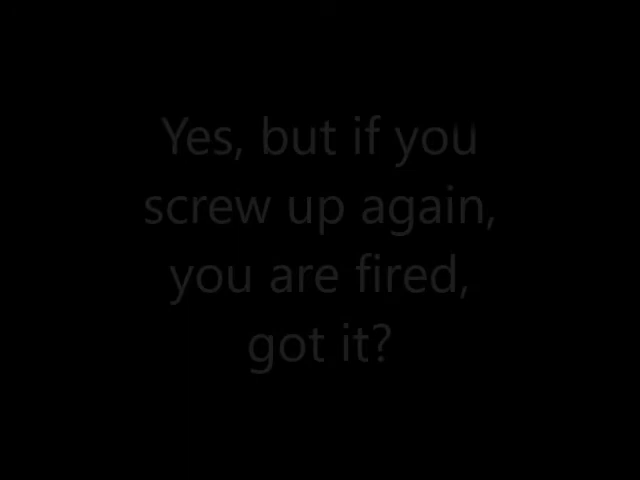 Yes, but if you
screw up again,
you are fired,
got it?